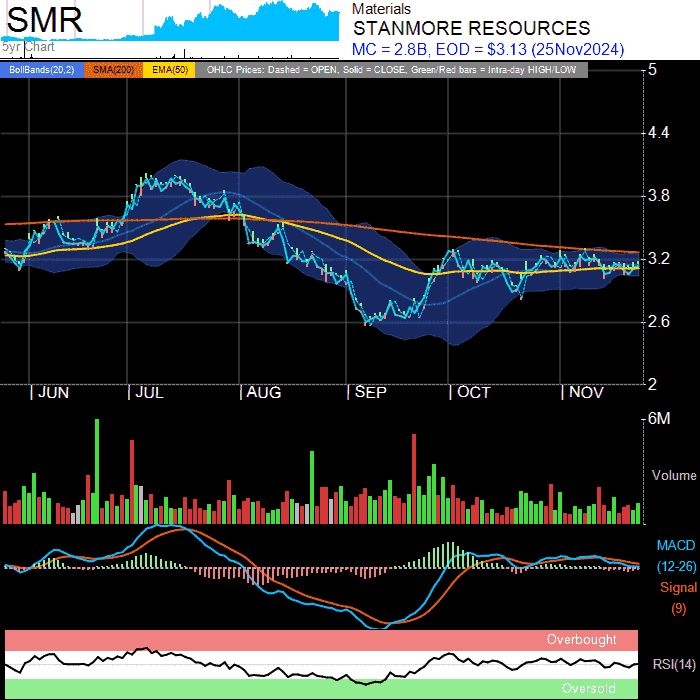 SMR
5yr Chart
Materials
STANMORE RESOURCES
MC = 2.8B, EOD = $3.13 (25Nov2024)
BollBands(20,2) SMA(200) EMA(50) OHLC Prices: Dashed = OPEN, Solid = CLOSE, Green/Red bars = Intra-day HIGH/LOW
5
4.4
3.8
3.2
2.6
2
JUN JUL AUG SEP OCT NOV
6M
Volume
MACD
(12-26)
Signal
(9)
Overbought
RSI(14)
Oversold